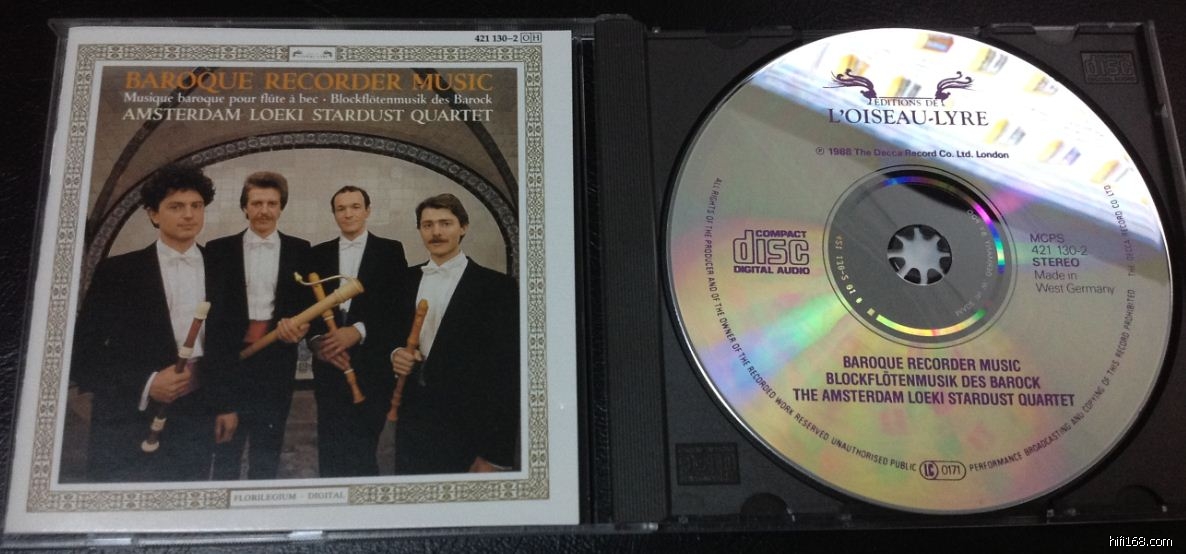 421 130-2 OH
BAROQUE RECORDER MUSIC
Musique baroque pour flûte à bec · Blockflötenmusik des Barock
AMSTERDAM LOEKI STARDUST QUARTET
FLORILEGIUM · DIGITAL
ÉDITIONS DE
L'OISEAU-LYRE
℗ 1988 The Decca Record Co. Ltd. London
COMPACT
disc
DIGITAL AUDIO
MCPS
421 130-2
STEREO
Made in
West Germany
BAROQUE RECORDER MUSIC
BLOCKFLÖTENMUSIK DES BAROCK
THE AMSTERDAM LOEKI STARDUST QUARTET
ALL RIGHTS OF THE PRODUCER AND OF THE OWNER OF THE RECORDED WORK RESERVED UNAUTHORISED PUBLIC LC 0171 PERFORMANCE BROADCASTING AND COPYING OF THIS RECORD PROHIBITED THE DECCA RECORD CO LTD
disc
hifi168.com